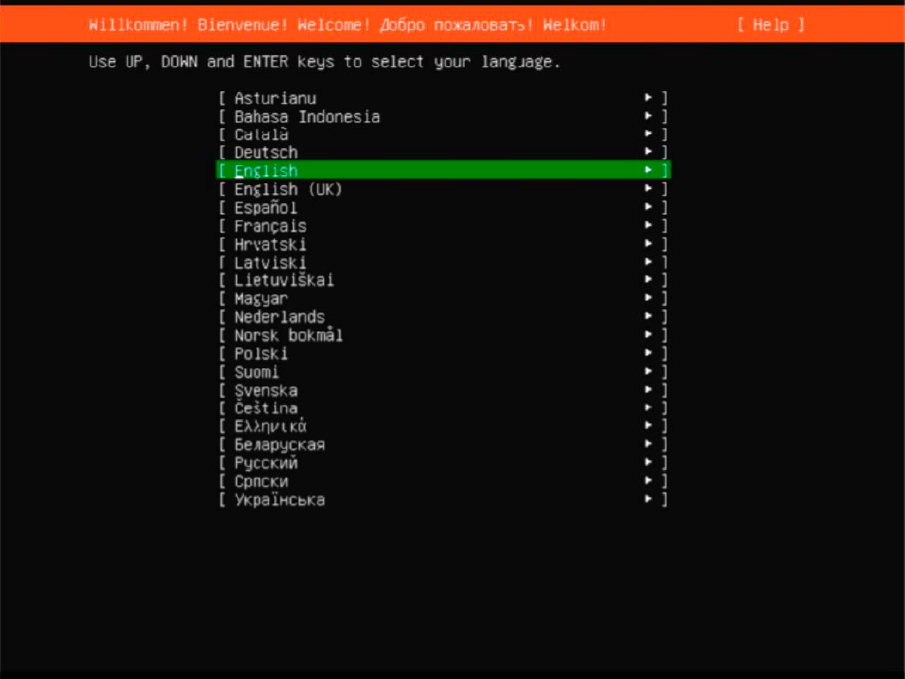 Willkommen! Bienvenue! Welcome! Добро пожаловать! Welkom! [ Help ]
Use UP, DOWN and ENTER keys to select your language.
[ Asturianu ▸ ]
[ Bahasa Indonesia ▸ ]
[ Català ▸ ]
[ Deutsch ▸ ]
[ English ▸ ]
[ English (UK) ▸ ]
[ Español ▸ ]
[ Français ▸ ]
[ Hrvatski ▸ ]
[ Latviski ▸ ]
[ Lietuviškai ▸ ]
[ Magyar ▸ ]
[ Nederlands ▸ ]
[ Norsk bokmål ▸ ]
[ Polski ▸ ]
[ Suomi ▸ ]
[ Svenska ▸ ]
[ Čeština ▸ ]
[ Ελληνικά ▸ ]
[ Беларуская ▸ ]
[ Русский ▸ ]
[ Српски ▸ ]
[ Українська ▸ ]